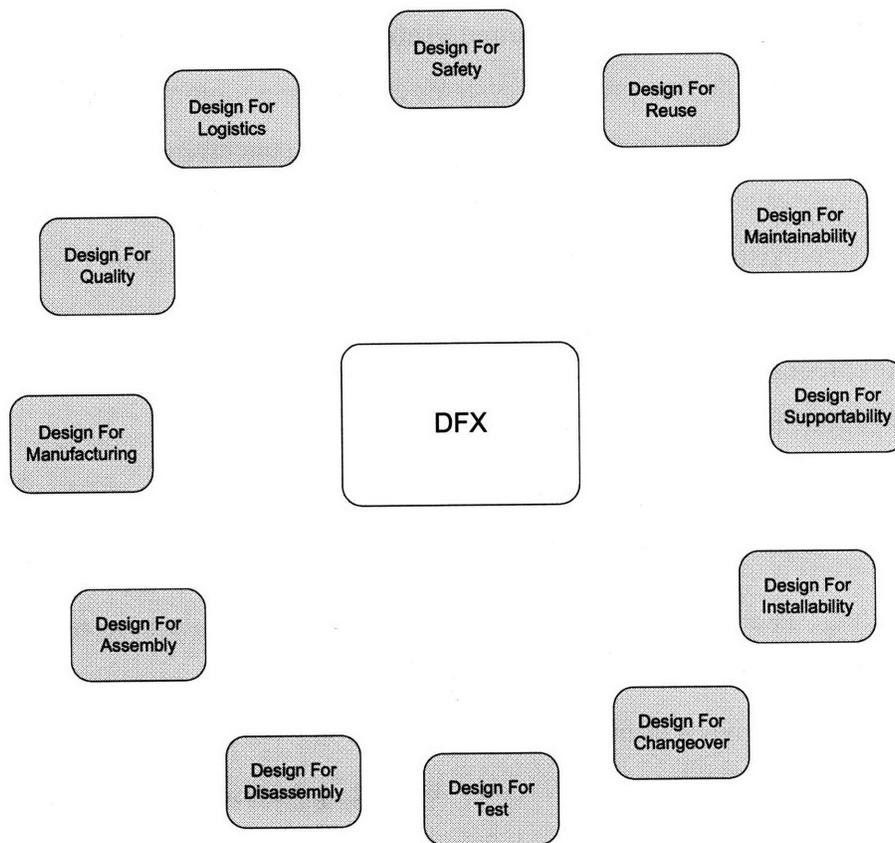 Design For
Safety
Design For
Reuse
Design For
Logistics
Design For
Maintainability
Design For
Quality
Design For
Supportability
DFX
Design For
Manufacturing
Design For
Installability
Design For
Assembly
Design For
Changeover
Design For
Disassembly
Design For
Test